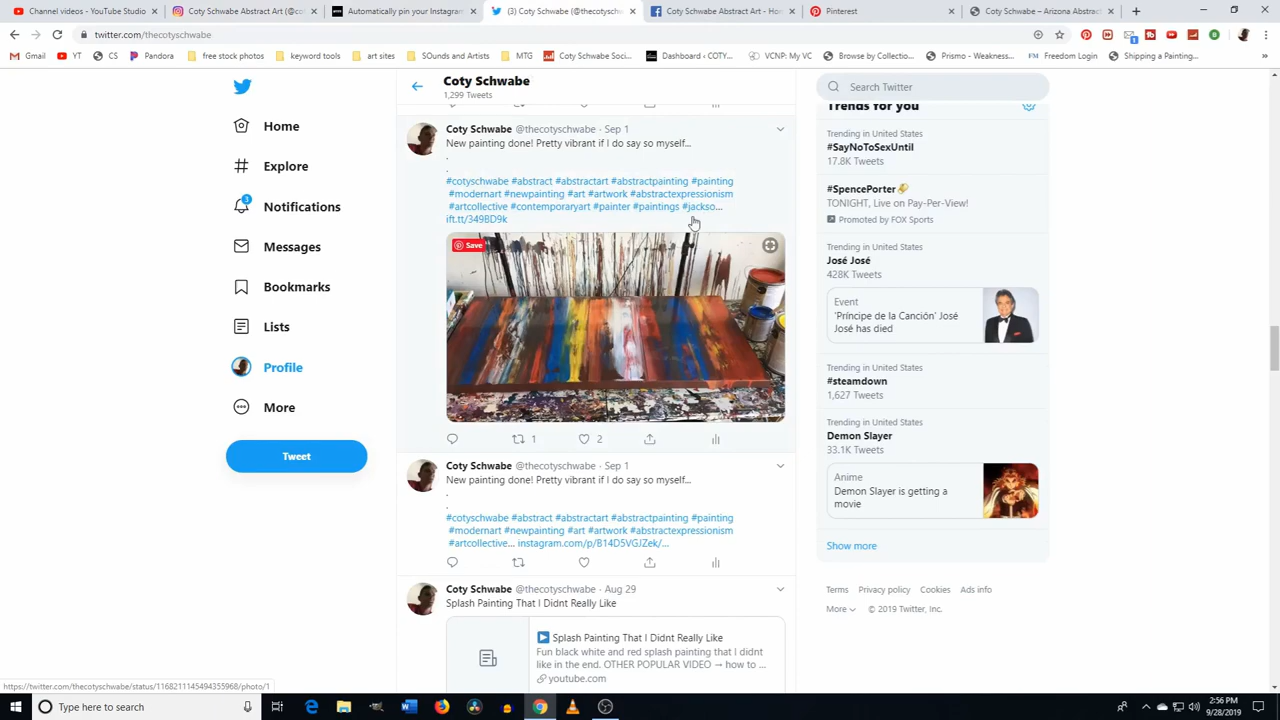 Channel videos - YouTube Studio
Coty Schwabe Abstract Art (@co
Automatically pin your Instagram
(3) Coty Schwabe (@thecotyschw
Coty Schwabe Abstract Art - Hom
Pinterest
Coty Schwabe – Arizona Abstract
twitter.com/thecotyschwabe
Gmail
YT
CS
Pandora
free stock photos
keyword tools
art sites
SOunds and Artists
MTG
Coty Schwabe Soci...
Dashboard ‹ COTY...
VCNP: My VC
Browse by Collectio...
Prismo - Weakness...
Freedom Login
Shipping a Painting...
Home
Explore
3
Notifications
Messages
Bookmarks
Lists
Profile
More
Tweet
Coty Schwabe
1,299 Tweets
Coty Schwabe @thecotyschwabe · Sep 1
New painting done! Pretty vibrant if I do say so myself...
.
.
#cotyschwabe #abstract #abstractart #abstractpainting #painting
#modernart #newpainting #art #artwork #abstractexpressionism
#artcollective #contemporaryart #painter #paintings #jackso...
ift.tt/349BD9k
Save
1
2
Coty Schwabe @thecotyschwabe · Sep 1
New painting done! Pretty vibrant if I do say so myself...
.
.
#cotyschwabe #abstract #abstractart #abstractpainting #painting
#modernart #newpainting #art #artwork #abstractexpressionism
#artcollective... instagram.com/p/B14D5VGJZek/...
Coty Schwabe @thecotyschwabe · Aug 29
Splash Painting That I Didnt Really Like
Splash Painting That I Didnt Really Like
Fun black white and red splash painting that I didnt
like in the end. OTHER POPULAR VIDEO → how to ...
youtube.com
Search Twitter
Trends for you
Trending in United States
#SayNoToSexUntil
17.8K Tweets
#SpencePorter
TONIGHT, Live on Pay-Per-View!
Promoted by FOX Sports
Trending in United States
José José
428K Tweets
Event
'Príncipe de la Canción' José
José has died
Trending in United States
#steamdown
1,627 Tweets
Trending in United States
Demon Slayer
33.1K Tweets
Anime
Demon Slayer is getting a
movie
Show more
Terms Privacy policy Cookies Ads info
More © 2019 Twitter, Inc.
https://twitter.com/thecotyschwabe/status/1168211145494355968/photo/1
Type here to search
2:56 PM
9/28/2019